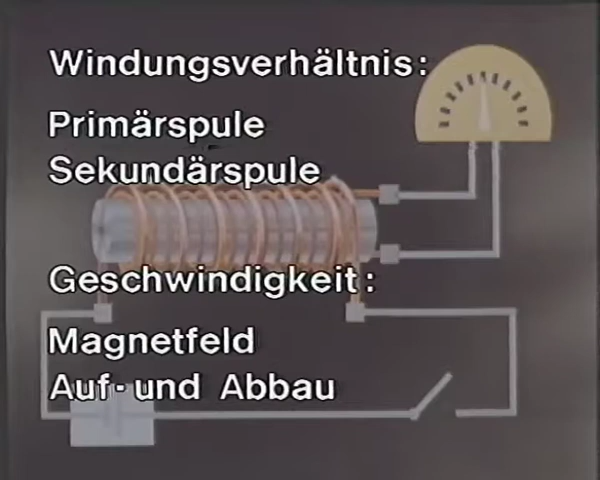 Windungsverhältnis:
Primärspule
Sekundärspule
Geschwindigkeit:
Magnetfeld
Auf- und Abbau